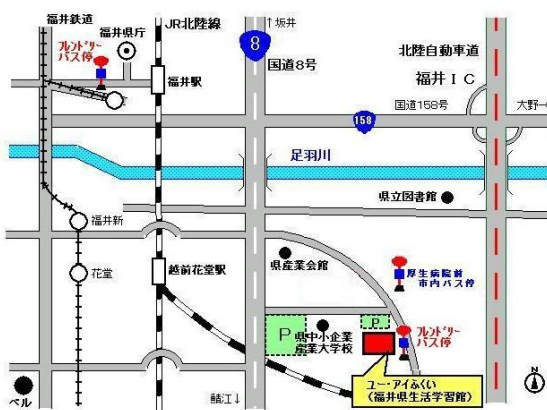 福井鉄道
福井県庁
JR北陸線
↑坂井
8
国道8号
北陸自動車道
福井IC
フレンドリー
バス停
福井駅
国道158号
大野→
158
足羽川
県立図書館
福井新
県産業会館
厚生病院前
市内バス停
花堂
越前花堂駅
P
P
県中小企業
産業大学校
フレンドリー
バス停
ベル
鯖江↓
ユー・アイふくい
(福井県生活学習館)
N